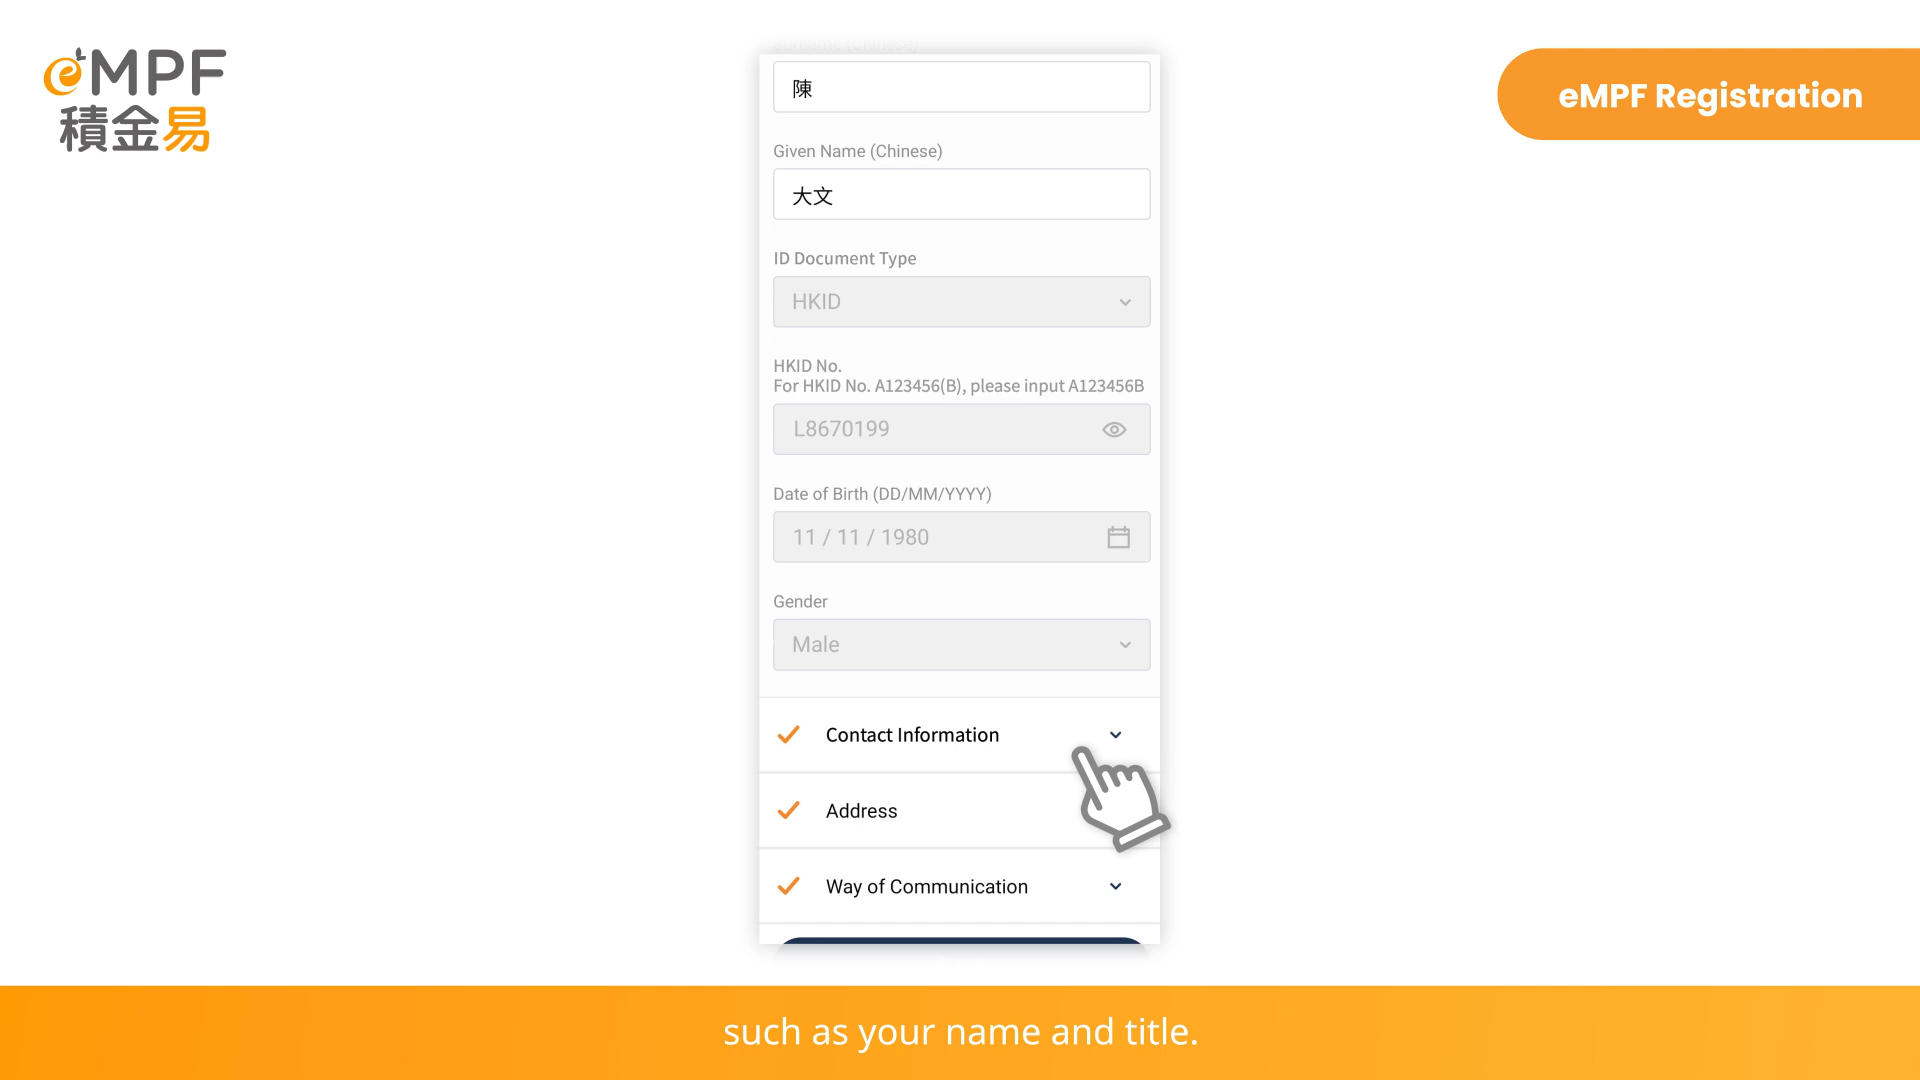 eMPF
積金易
eMPF Registration
Surname (Chinese)
陳
Given Name (Chinese)
大文
ID Document Type
HKID
HKID No.
For HKID No. A123456(B), please input A123456B
L8670199
Date of Birth (DD/MM/YYYY)
11 / 11 / 1980
Gender
Male
Contact Information
Address
Way of Communication
such as your name and title.